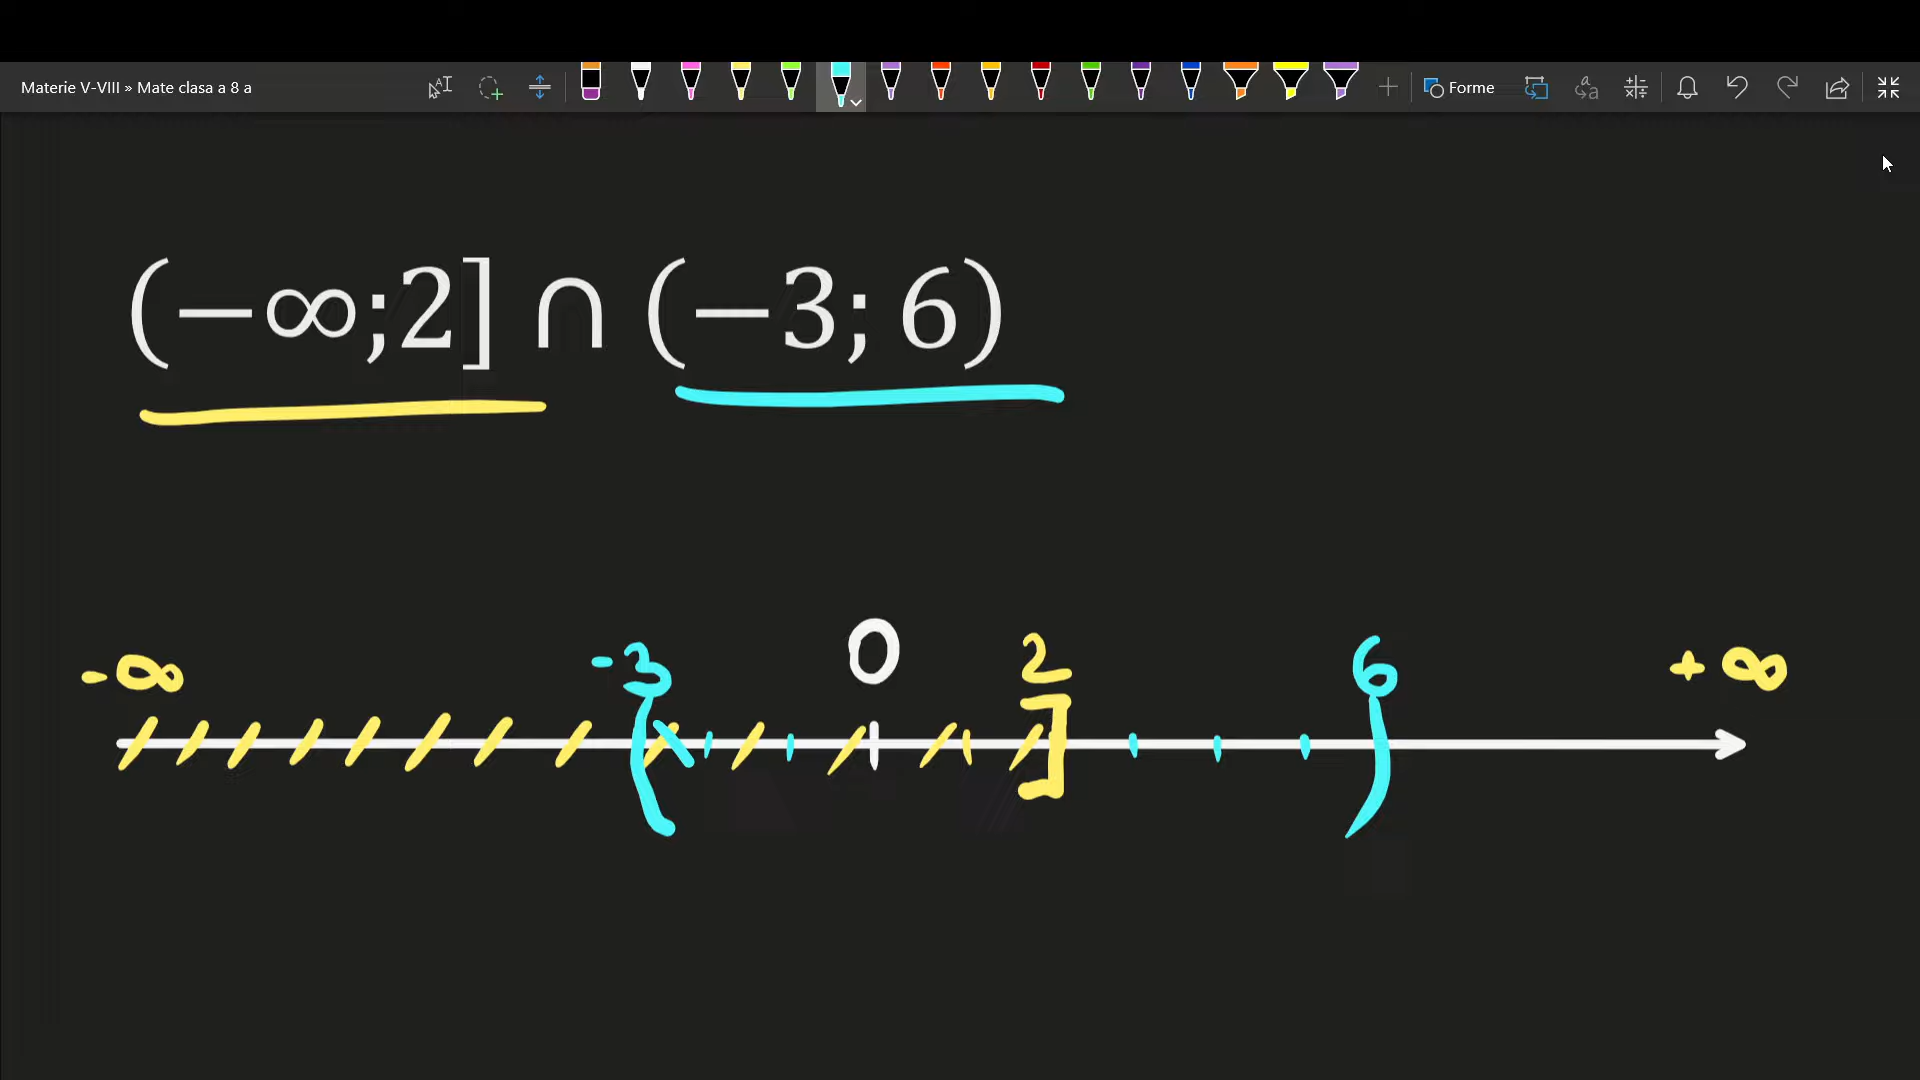 Materie V-VIII » Mate clasa a 8 a
Forme
(−∞;2] ∩ (−3; 6)
-∞ -3 0 2 6 +∞
( ] )